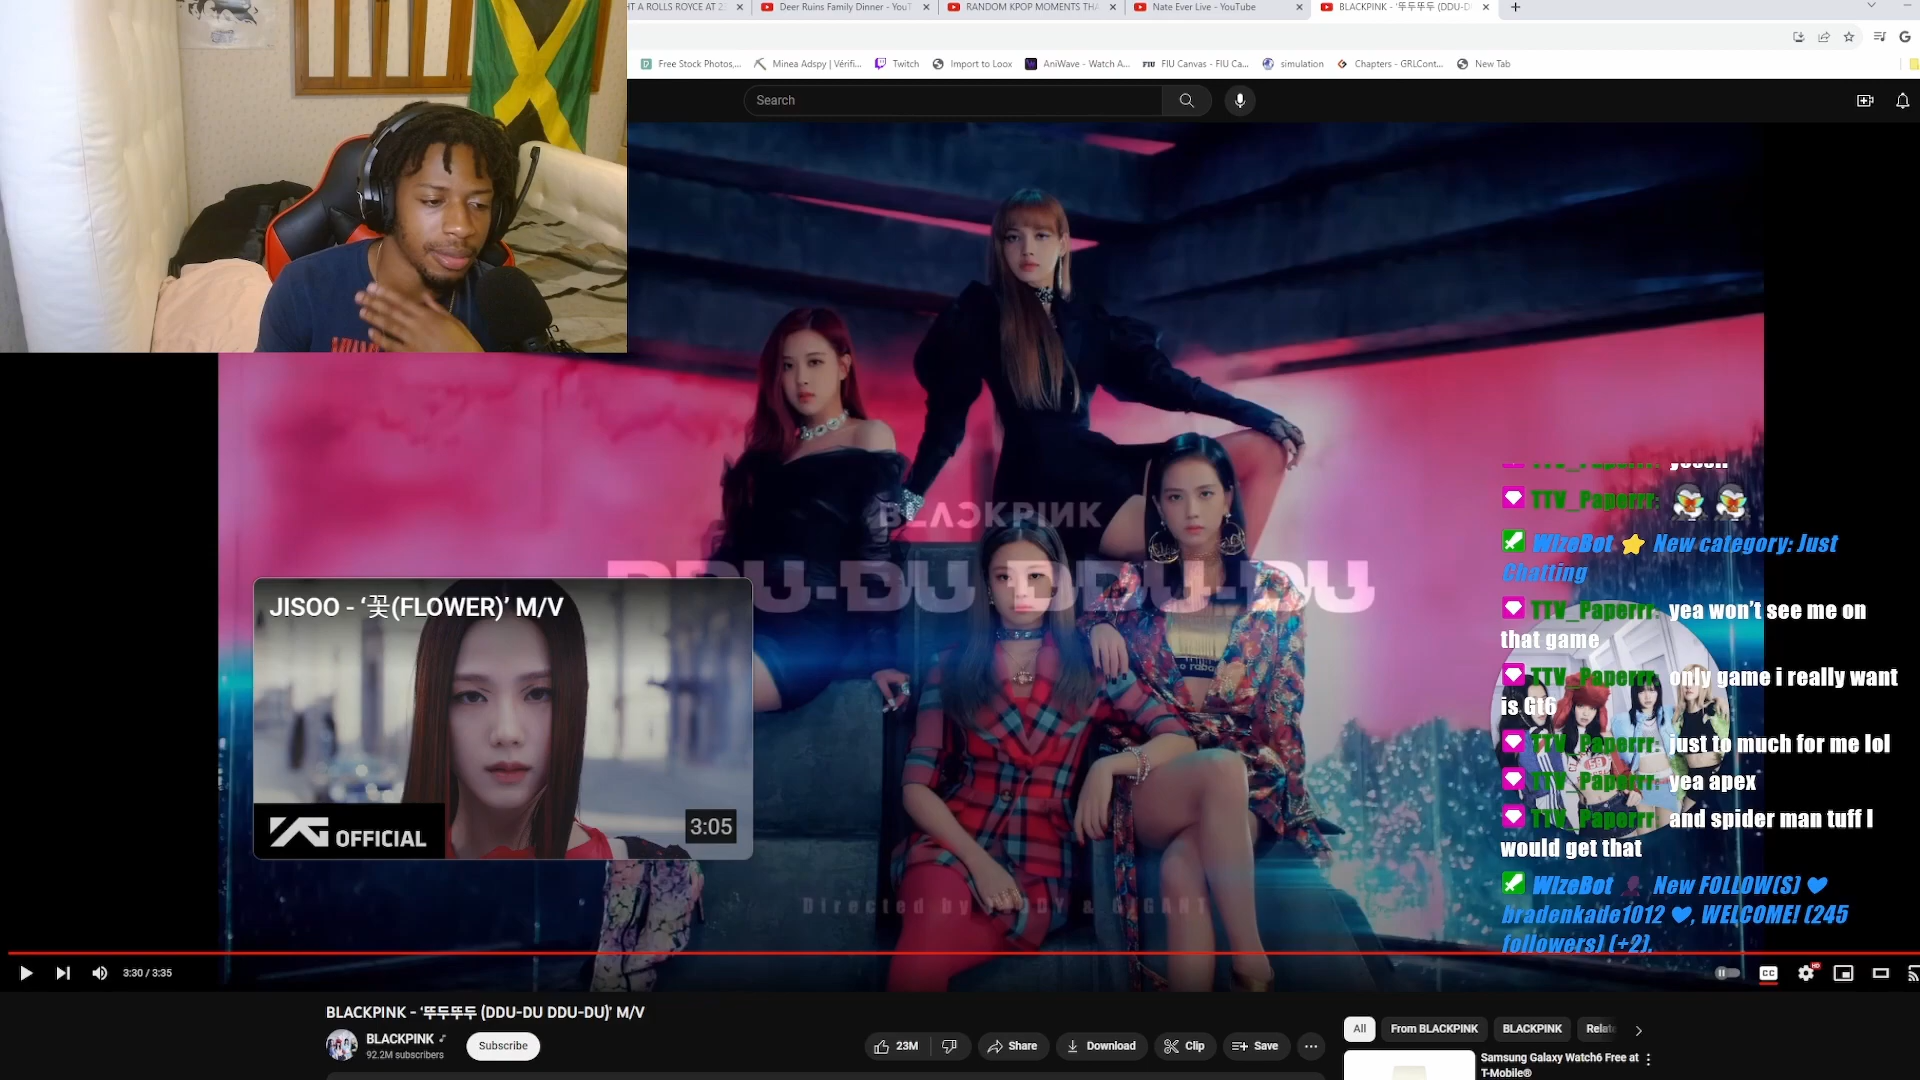 HT A ROLLS ROYCE AT 2
Deer Ruins Family Dinner - YouT
RANDOM KPOP MOMENTS THA
Nate Ever Live - YouTube
BLACKPINK - '뚜두뚜두 (DDU-D
Free Stock Photos,...
Minea Adspy | Vérifi...
Twitch
Import to Loox
AniWave - Watch A...
FIU Canvas - FIU Ca...
simulation
Chapters - GRLCont...
New Tab
Search
BLACKPINK
DDU-DU DDU-DU
JISOO - ‘꽃(FLOWER)’ M/V
YG OFFICIAL
3:05
Directed by
TTV_Paperrr:
WizeBot ⭐ New category: Just
Chatting
TTV_Paperrr: yea won’t see me on
that game
TTV_Paperrr: only game i really want
is Gt6
TTV_Paperrr: just to much for me lol
TTV_Paperrr: yea apex
TTV_Paperrr: and spider man tuff I
would get that
WizeBot New FOLLOW(S)
bradenkade1012 , WELCOME! (245
followers) (+2).
3:30 / 3:35
CC
HD
BLACKPINK - ‘뚜두뚜두 (DDU-DU DDU-DU)’ M/V
BLACKPINK ♪
92.2M subscribers
Subscribe
23M
Share
Download
Clip
Save
All
From BLACKPINK
BLACKPINK
Relate
Samsung Galaxy Watch6 Free at
T-Mobile®